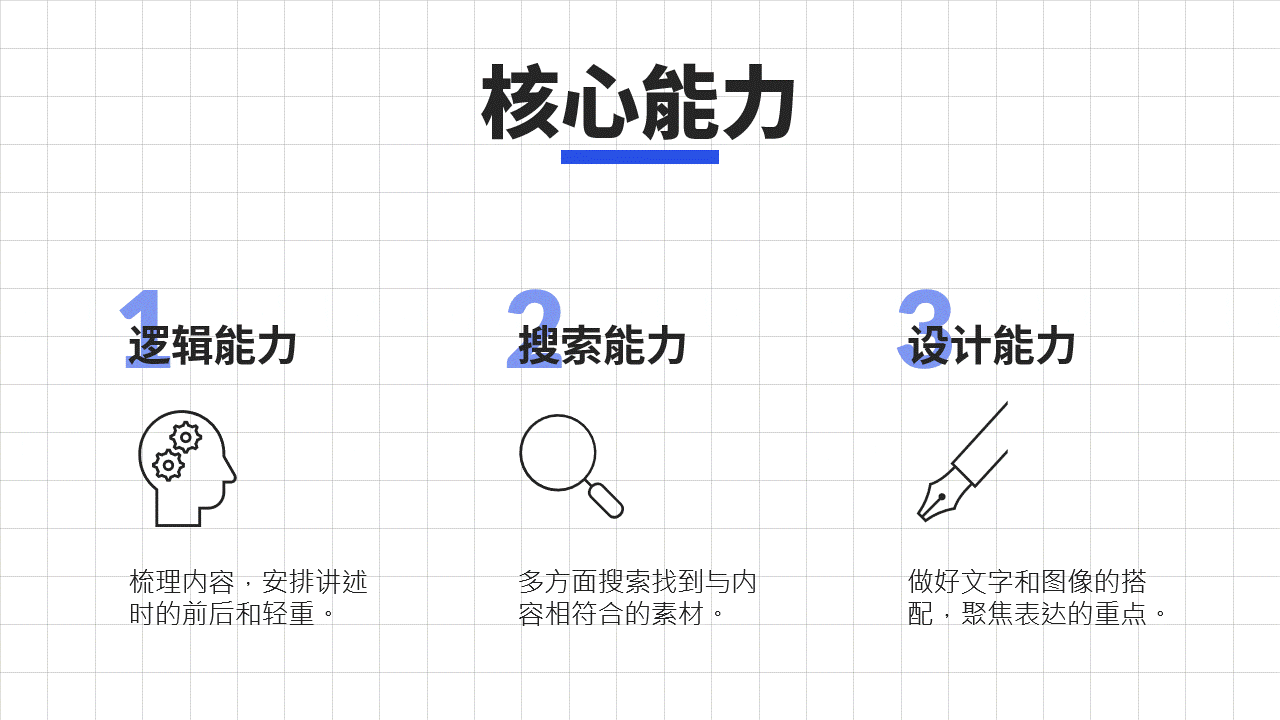 核心能力
1
逻辑能力
梳理内容，安排讲述
时的前后和轻重。
2
搜索能力
多方面搜索找到与内
容相符合的素材。
3
设计能力
做好文字和图像的搭
配，聚焦表达的重点。